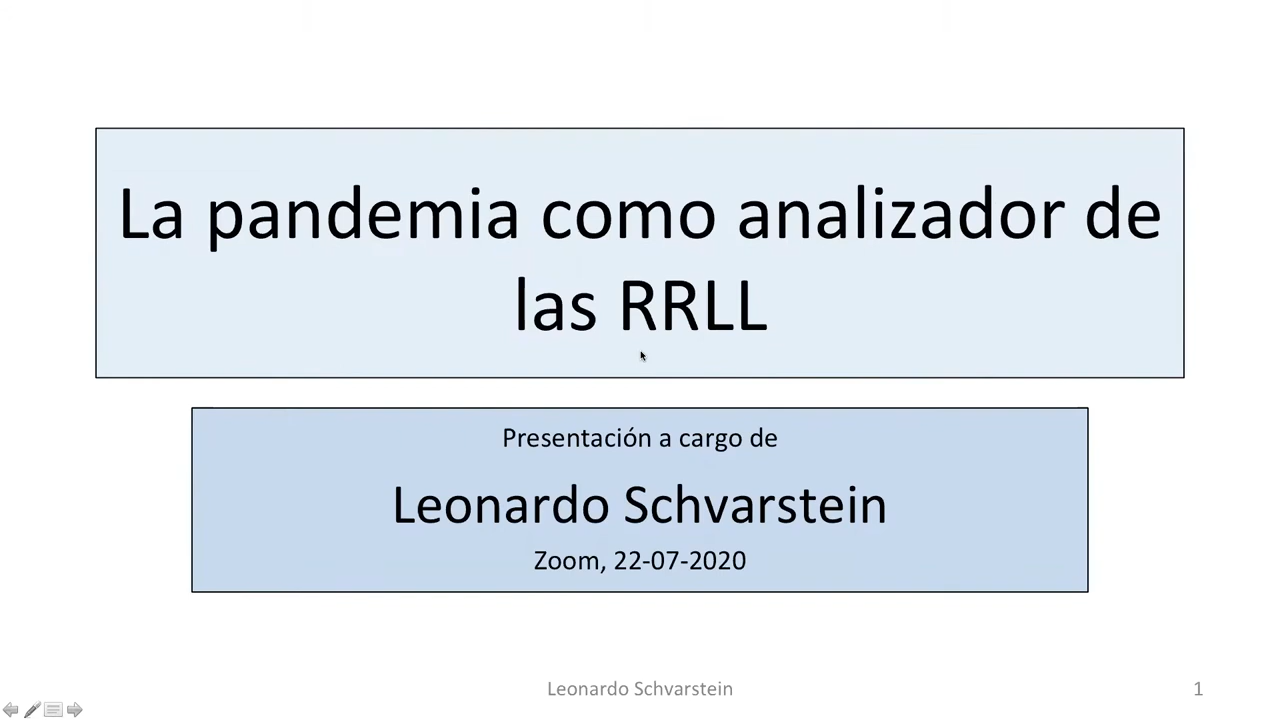 La pandemia como analizador de
las RRLL
Presentación a cargo de
Leonardo Schvarstein
Zoom, 22-07-2020
Leonardo Schvarstein
1